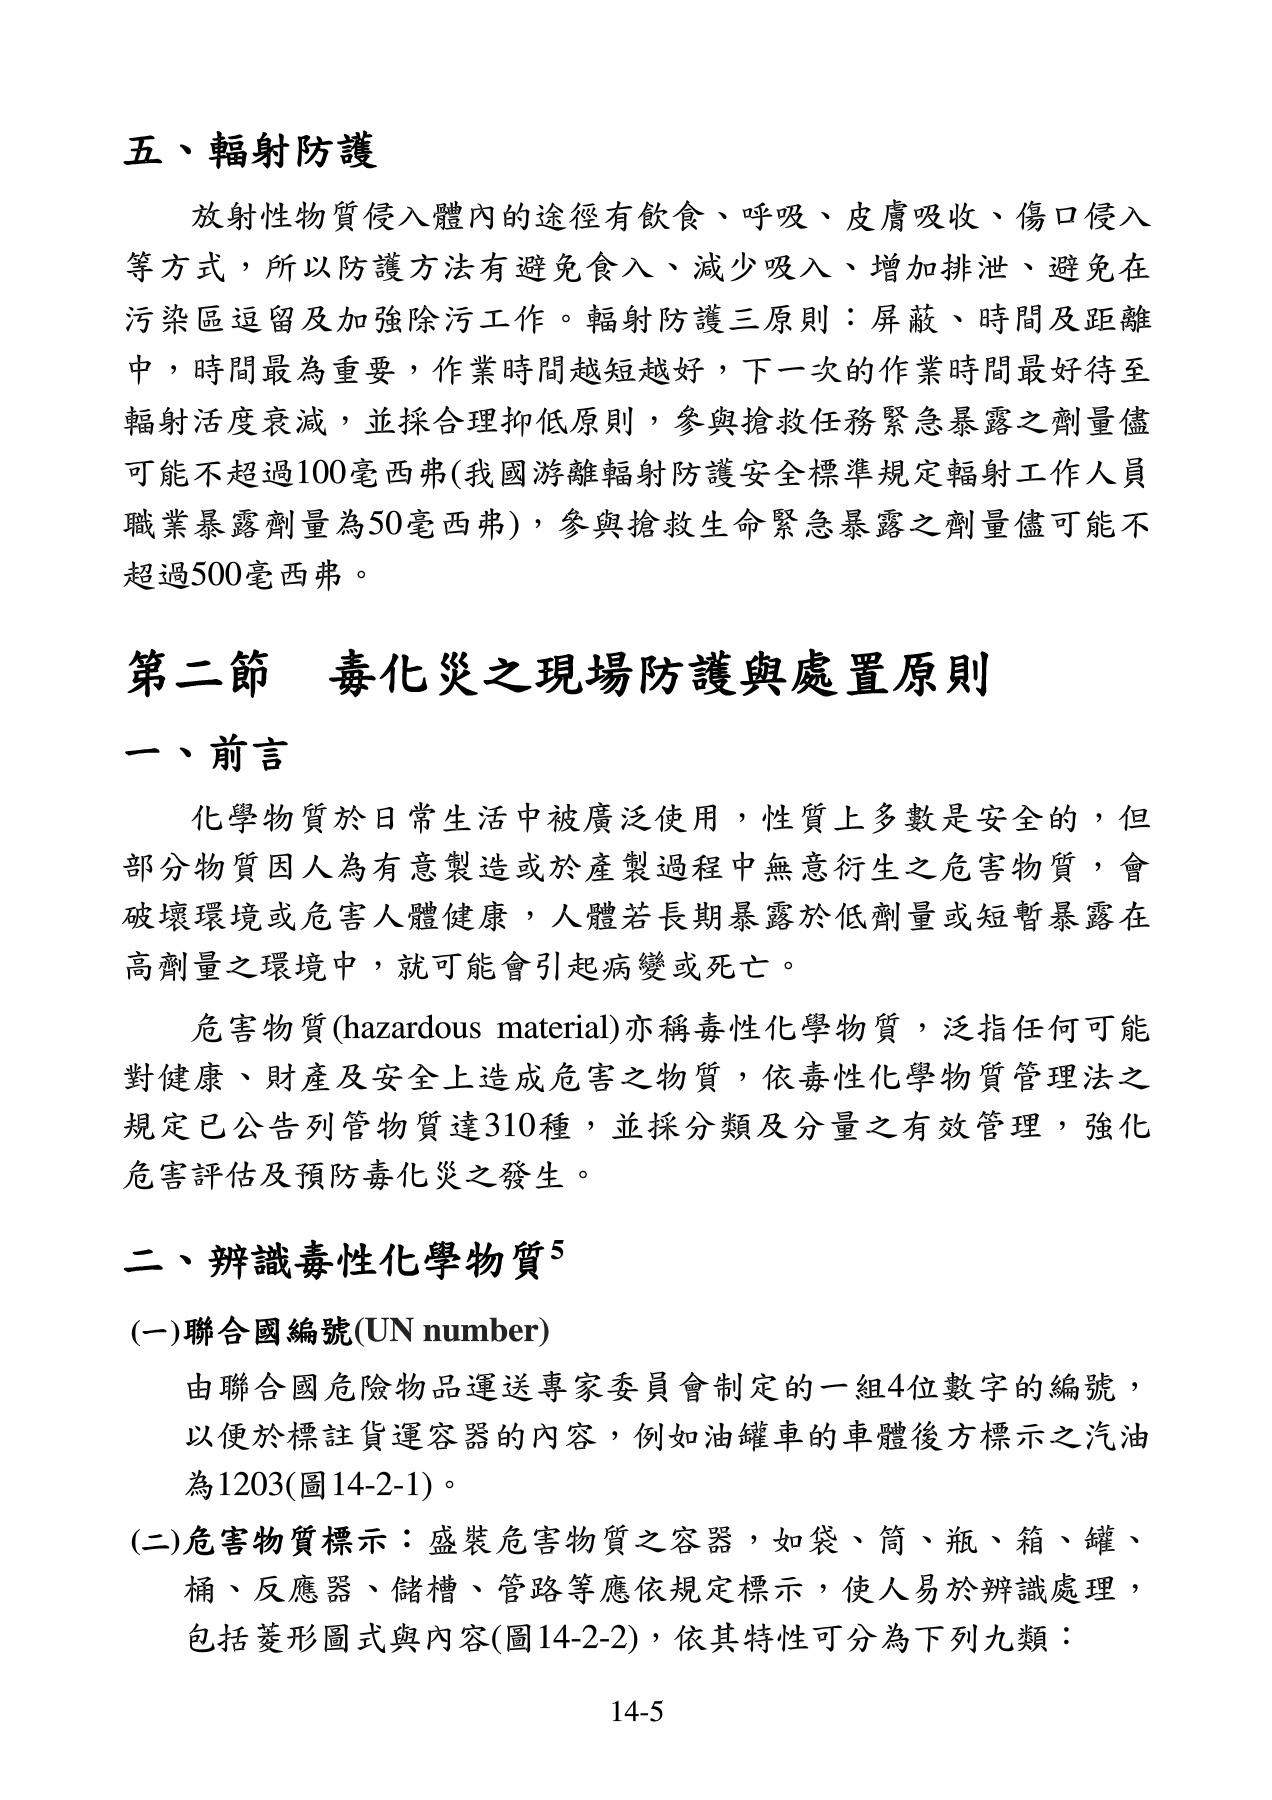 五、輻射防護
放射性物質侵入體內的途徑有飲食、呼吸、皮膚吸收、傷口侵入
等方式，所以防護方法有避免食入、減少吸入、增加排泄、避免在
污染區逗留及加強除污工作。輻射防護三原則：屏蔽、時間及距離
中，時間最為重要，作業時間越短越好，下一次的作業時間最好待至
輻射活度衰減，並採合理抑低原則，參與搶救任務緊急暴露之劑量儘
可能不超過100毫西弗(我國游離輻射防護安全標準規定輻射工作人員
職業暴露劑量為50毫西弗)，參與搶救生命緊急暴露之劑量儘可能不
超過500毫西弗。
第二節　毒化災之現場防護與處置原則
一、前言
化學物質於日常生活中被廣泛使用，性質上多數是安全的，但
部分物質因人為有意製造或於產製過程中無意衍生之危害物質，會
破壞環境或危害人體健康，人體若長期暴露於低劑量或短暫暴露在
高劑量之環境中，就可能會引起病變或死亡。
危害物質(hazardous material)亦稱毒性化學物質，泛指任何可能
對健康、財產及安全上造成危害之物質，依毒性化學物質管理法之
規定已公告列管物質達310種，並採分類及分量之有效管理，強化
危害評估及預防毒化災之發生。
二、辨識毒性化學物質⁵
(一)聯合國編號(UN number)
由聯合國危險物品運送專家委員會制定的一組4位數字的編號，
以便於標註貨運容器的內容，例如油罐車的車體後方標示之汽油
為1203(圖14-2-1)。
(二)危害物質標示：盛裝危害物質之容器，如袋、筒、瓶、箱、罐、
桶、反應器、儲槽、管路等應依規定標示，使人易於辨識處理，
包括菱形圖式與內容(圖14-2-2)，依其特性可分為下列九類：
14-5